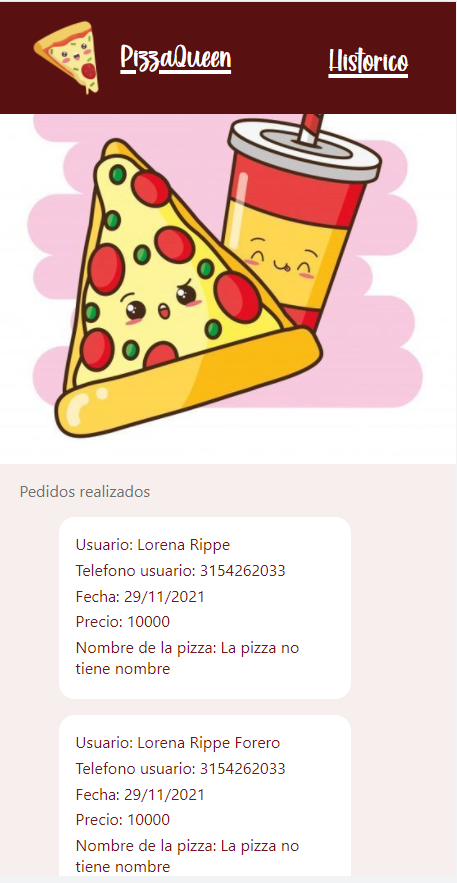 PizzaQueen
Historico
Pedidos realizados
Usuario: Lorena Rippe
Telefono usuario: 3154262033
Fecha: 29/11/2021
Precio: 10000
Nombre de la pizza: La pizza no
tiene nombre
Usuario: Lorena Rippe Forero
Telefono usuario: 3154262033
Fecha: 29/11/2021
Precio: 10000
Nombre de la pizza: La pizza no
tiene nombre